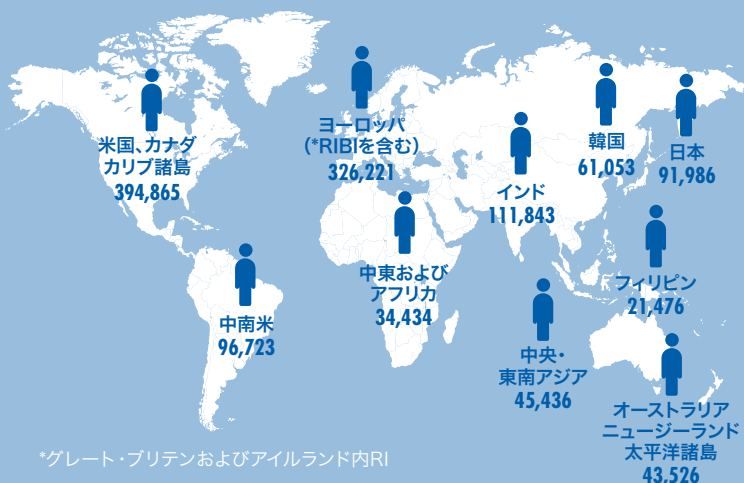 米国、カナダ
カリブ諸島
394,865
ヨーロッパ
(*RIBIを含む)
326,221
インド
111,843
韓国
61,053
日本
91,986
中東および
アフリカ
34,434
フィリピン
21,476
中南米
96,723
中央・
東南アジア
45,436
オーストラリア
ニュージーランド
太平洋諸島
43,526
*グレート・ブリテンおよびアイルランド内RI